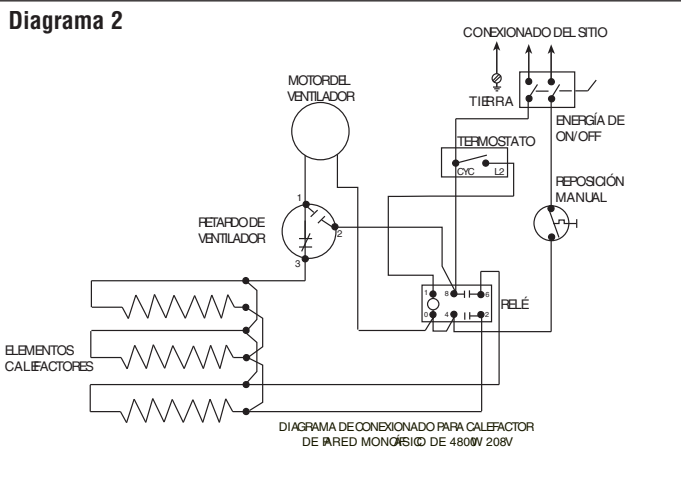 Diagrama 2
CONEXIONADO DEL SITIO
MOTOR DEL
VENTILADOR
TIERRA
ENERGÍA DE
ON/OFF
TERMOSTATO
CYC L2
REPOSICIÓN
MANUAL
RETARDO DE
VENTILADOR
1
2
3
1 8 6
0 4 2
RELÉ
ELEMENTOS
CALEFACTORES
DIAGRAMA DE CONEXIONADO PARA CALEFACTOR
DE PARED MONOFÁSICO DE 4800W 208V